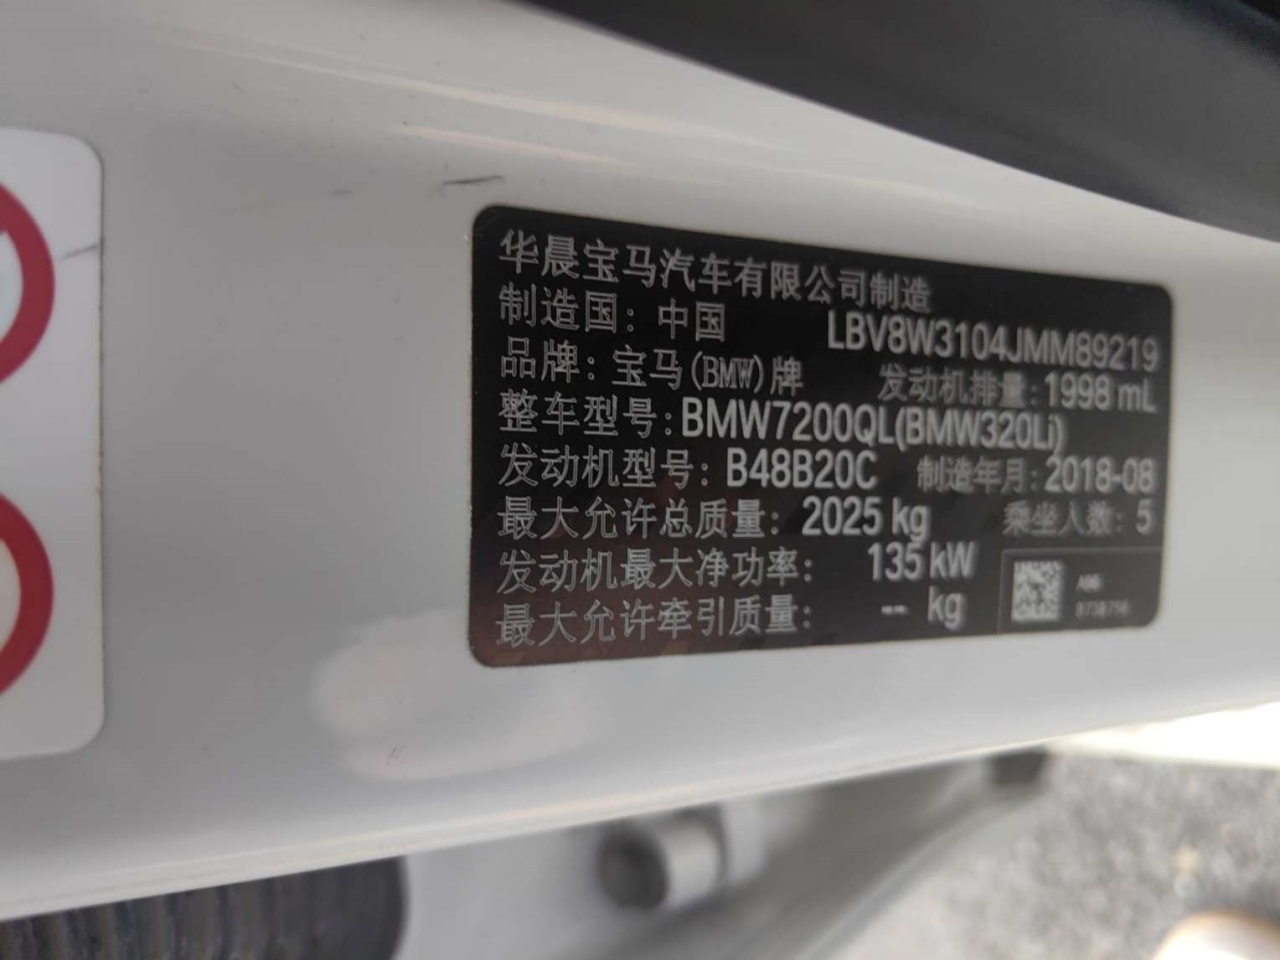 华晨宝马汽车有限公司制造
制造国：中国 LBV8W3104JMM89219
品牌：宝马(BMW)牌 发动机排量：1998 mL
整车型号：BMW7200QL(BMW320Li)
发动机型号：B48B20C 制造年月：2018-08
最大允许总质量：2025 kg 乘坐人数：5
发动机最大净功率：135 kW
最大允许牵引质量：-- kg